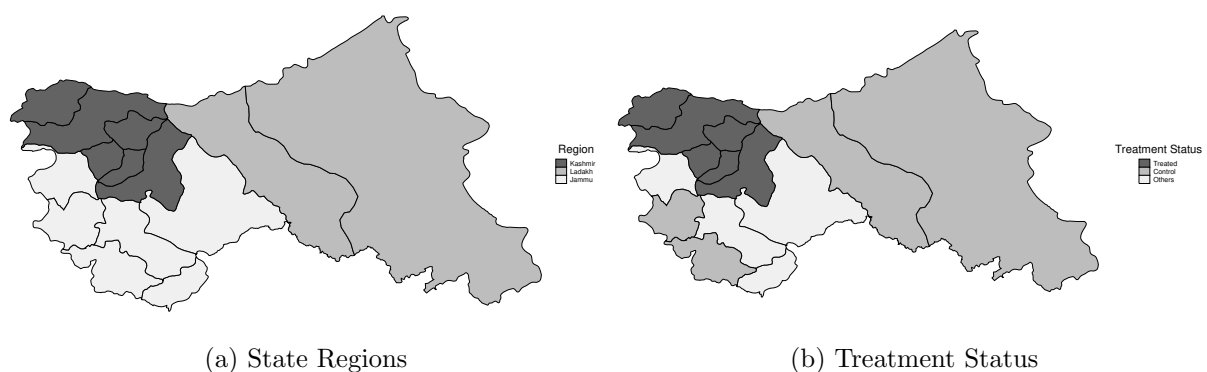 Region
Kashmir
Ladakh
Jammu
Treatment Status
Treated
Control
Others
(a) State Regions
(b) Treatment Status